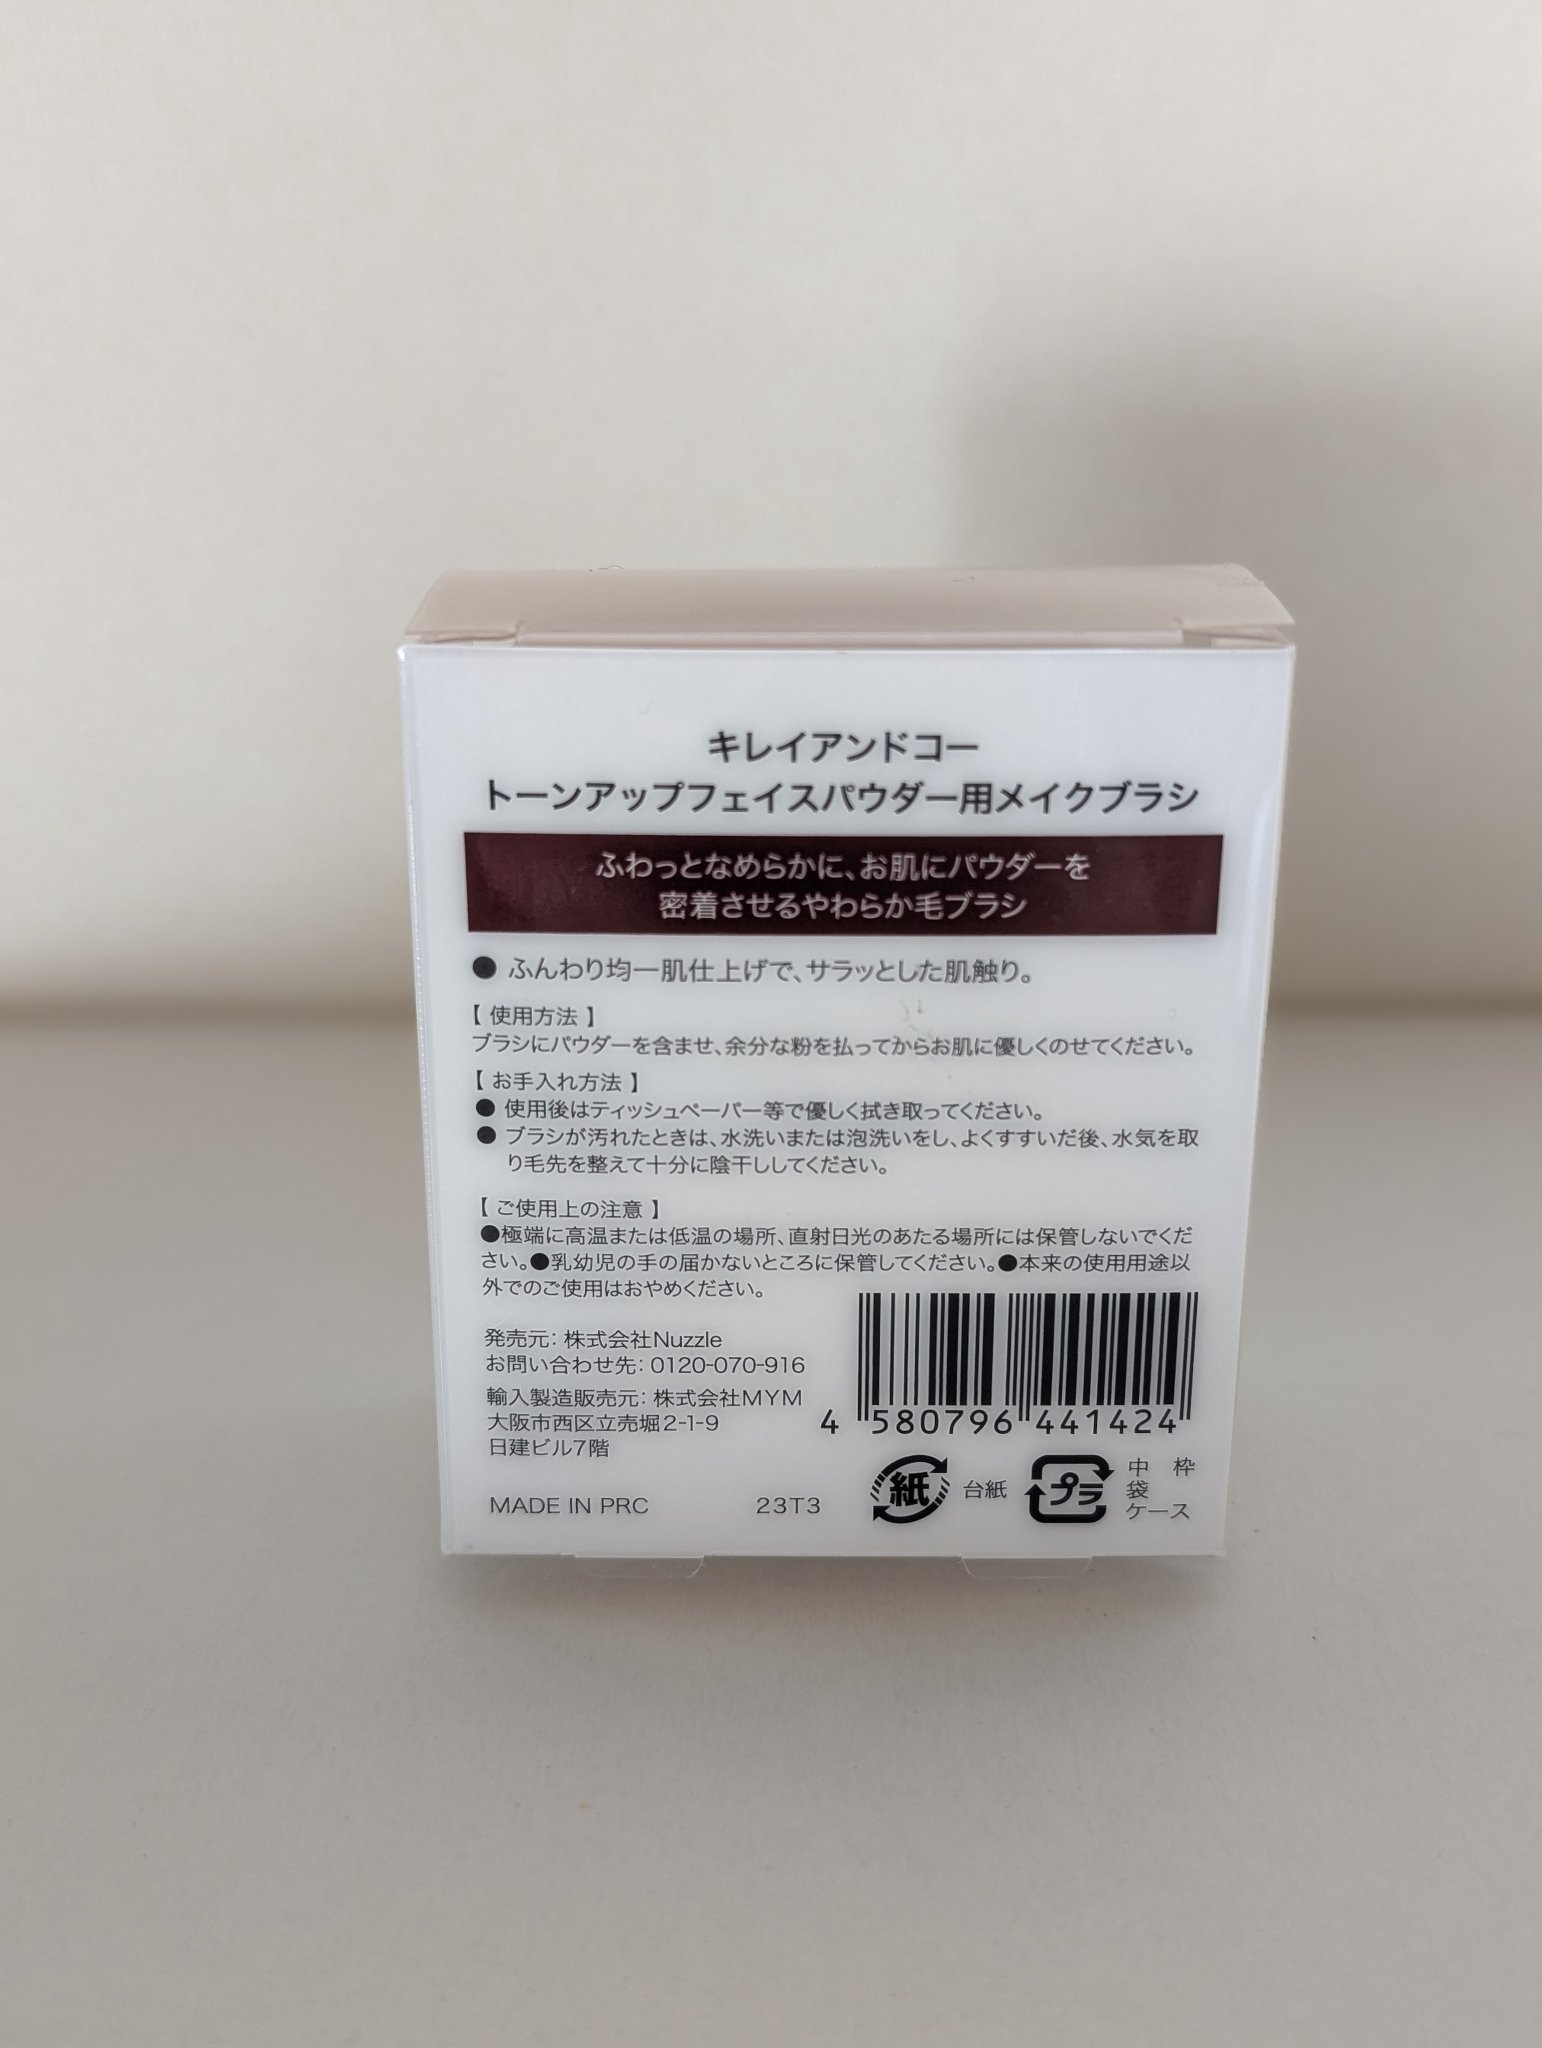 キレイアンドコー
トーンアップフェイスパウダー用メイクブラシ
ふわっとなめらかに、お肌にパウダーを
密着させるやわらか毛ブラシ
● ふんわり均一肌仕上げで、サラッとした肌触り。
【 使用方法 】
ブラシにパウダーを含ませ、余分な粉を払ってからお肌に優しくのせてください。
【 お手入れ方法 】
● 使用後はティッシュペーパー等で優しく拭き取ってください。
● ブラシが汚れたときは、水洗いまたは泡洗いをし、よくすすいだ後、水気を取
り毛先を整えて十分に陰干ししてください。
【 ご使用上の注意 】
●極端に高温または低温の場所、直射日光のあたる場所には保管しないでくだ
さい。●乳幼児の手の届かないところに保管してください。●本来の使用用途以
外でのご使用はおやめください。
発売元: 株式会社Nuzzle
お問い合わせ先: 0120-070-916
輸入製造販売元: 株式会社MYM
大阪市西区立売堀2-1-9
日建ビル7階
MADE IN PRC 23T3
4 580796 441424
紙 台紙
プラ 中 枠
袋
ケース